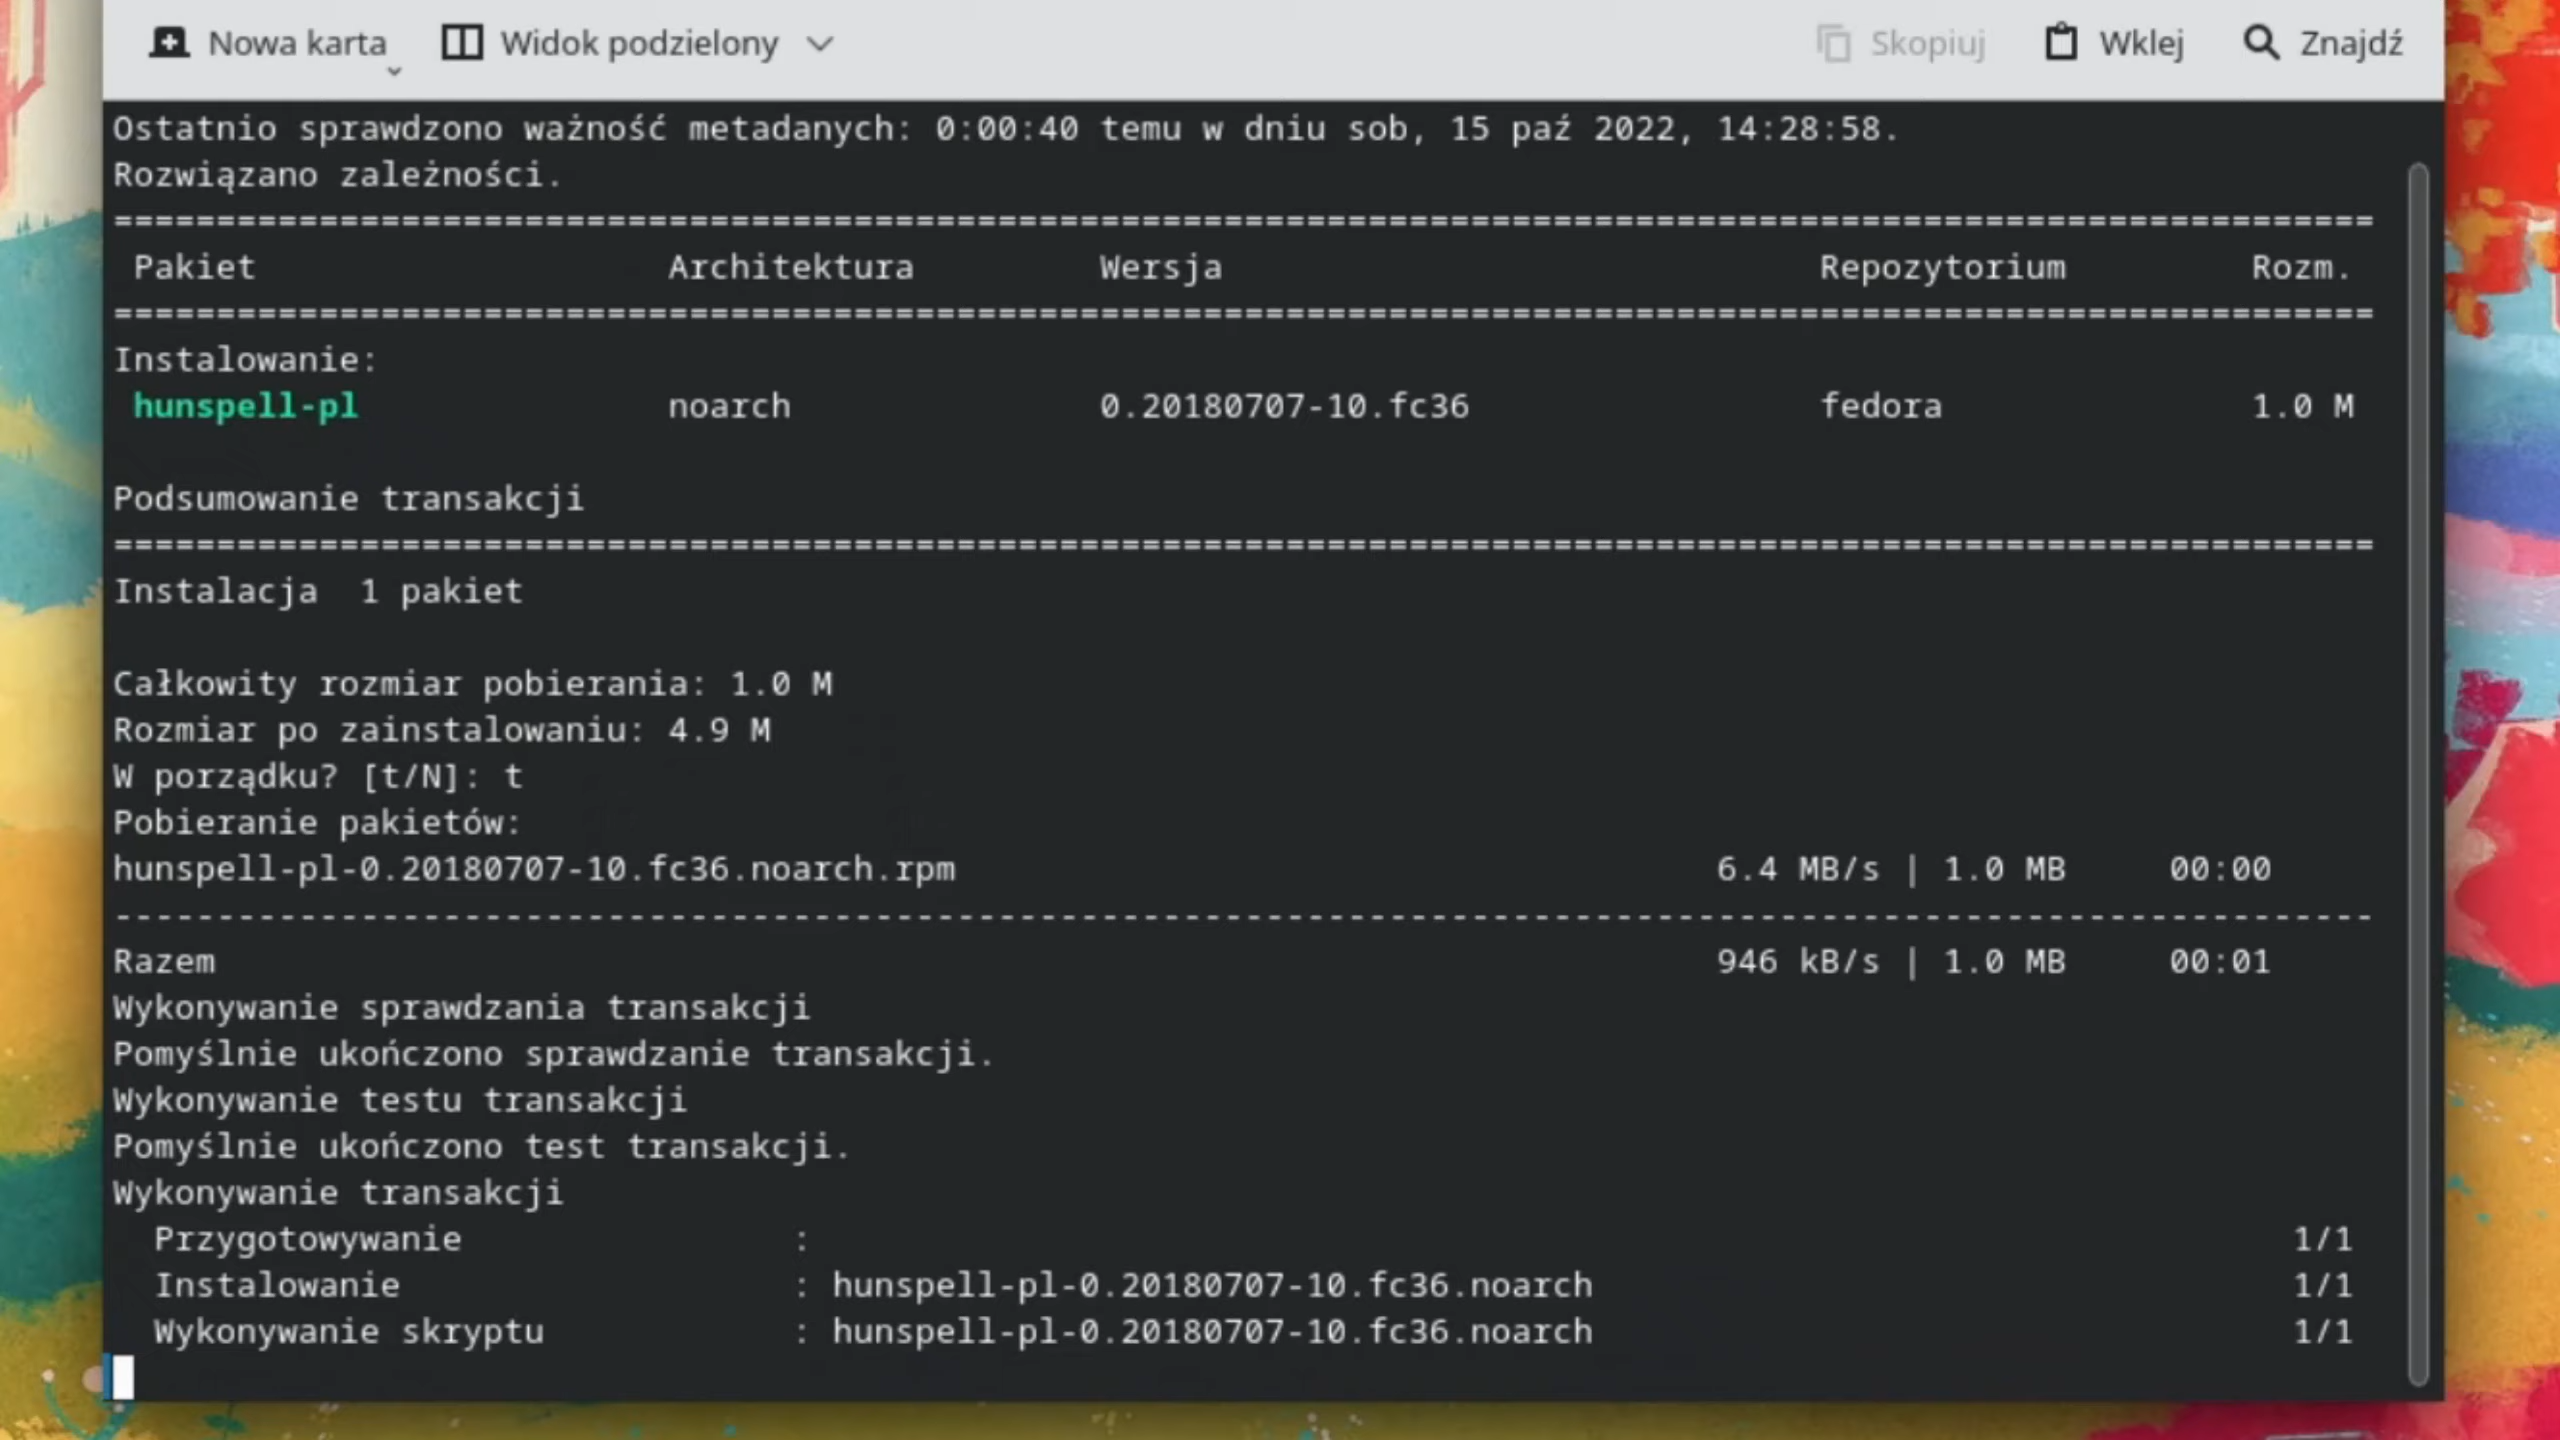 Nowa karta Widok podzielony Skopiuj Wklej Znajdź
Ostatnio sprawdzono ważność metadanych: 0:00:40 temu w dniu sob, 15 paź 2022, 14:28:58.
Rozwiązano zależności.
================================================================================
Pakiet Architektura Wersja Repozytorium Rozm.
================================================================================
Instalowanie:
hunspell-pl noarch 0.20180707-10.fc36 fedora 1.0 M
Podsumowanie transakcji
================================================================================
Instalacja 1 pakiet
Całkowity rozmiar pobierania: 1.0 M
Rozmiar po zainstalowaniu: 4.9 M
W porządku? [t/N]: t
Pobieranie pakietów:
hunspell-pl-0.20180707-10.fc36.noarch.rpm 6.4 MB/s | 1.0 MB 00:00
--------------------------------------------------------------------------------
Razem 946 kB/s | 1.0 MB 00:01
Wykonywanie sprawdzania transakcji
Pomyślnie ukończono sprawdzanie transakcji.
Wykonywanie testu transakcji
Pomyślnie ukończono test transakcji.
Wykonywanie transakcji
Przygotowywanie : 1/1
Instalowanie : hunspell-pl-0.20180707-10.fc36.noarch 1/1
Wykonywanie skryptu : hunspell-pl-0.20180707-10.fc36.noarch 1/1